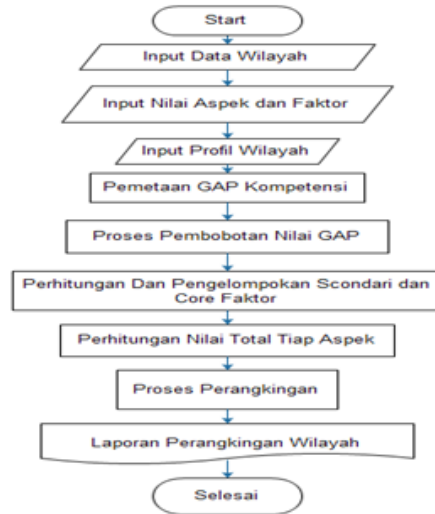 Start
Input Data Wilayah
Input Nilai Aspek dan Faktor
Input Profil Wilayah
Pemetaan GAP Kompetensi
Proses Pembobotan Nilai GAP
Perhitungan Dan Pengelompokan Scondari dan
Core Faktor
Perhitungan Nilai Total Tiap Aspek
Proses Perangkingan
Laporan Perangkingan Wilayah
Selesai